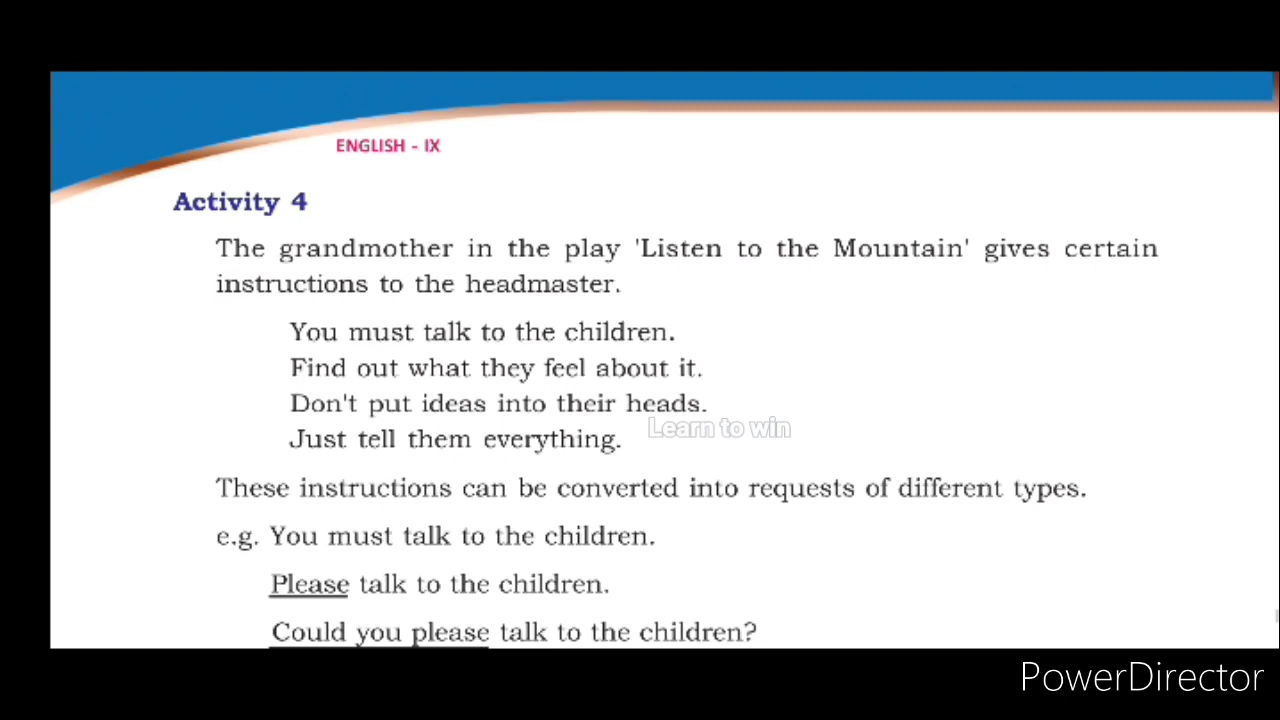 ENGLISH - IX
Activity 4
The grandmother in the play 'Listen to the Mountain' gives certain
instructions to the headmaster.
You must talk to the children.
Find out what they feel about it.
Don't put ideas into their heads.
Learn to win
Just tell them everything.
These instructions can be converted into requests of different types.
e.g. You must talk to the children.
Please talk to the children.
Could you please talk to the children?
PowerDirector